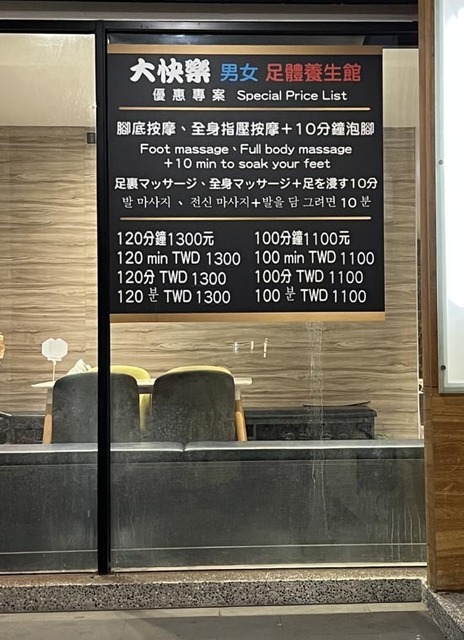 大快樂 男女 足體養生館
優惠專案 Special Price List
腳底按摩、全身指壓按摩+10分鐘泡腳
Foot massage、Full body massage
+10 min to soak your feet
足裏マッサージ、全身マッサージ+足を浸す10分
발 마사지 、 전신 마사지+발을 담 그려면 10 분
120分鐘1300元 100分鐘1100元
120 min TWD 1300 100 min TWD 1100
120分 TWD 1300 100分 TWD 1100
120 분 TWD 1300 100 분 TWD 1100